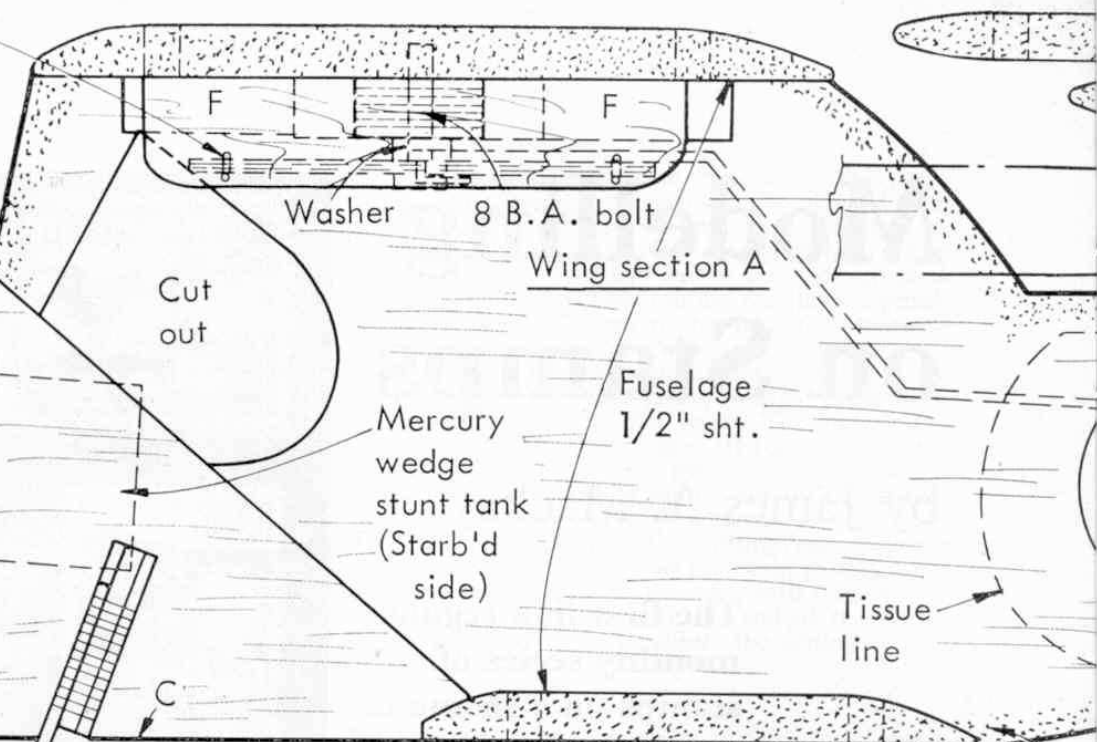 F
F
Washer
8 B.A. bolt
Wing section A
Cut
out
Fuselage
1/2" sht.
Mercury
wedge
stunt tank
(Starb'd
side)
Tissue
line
C